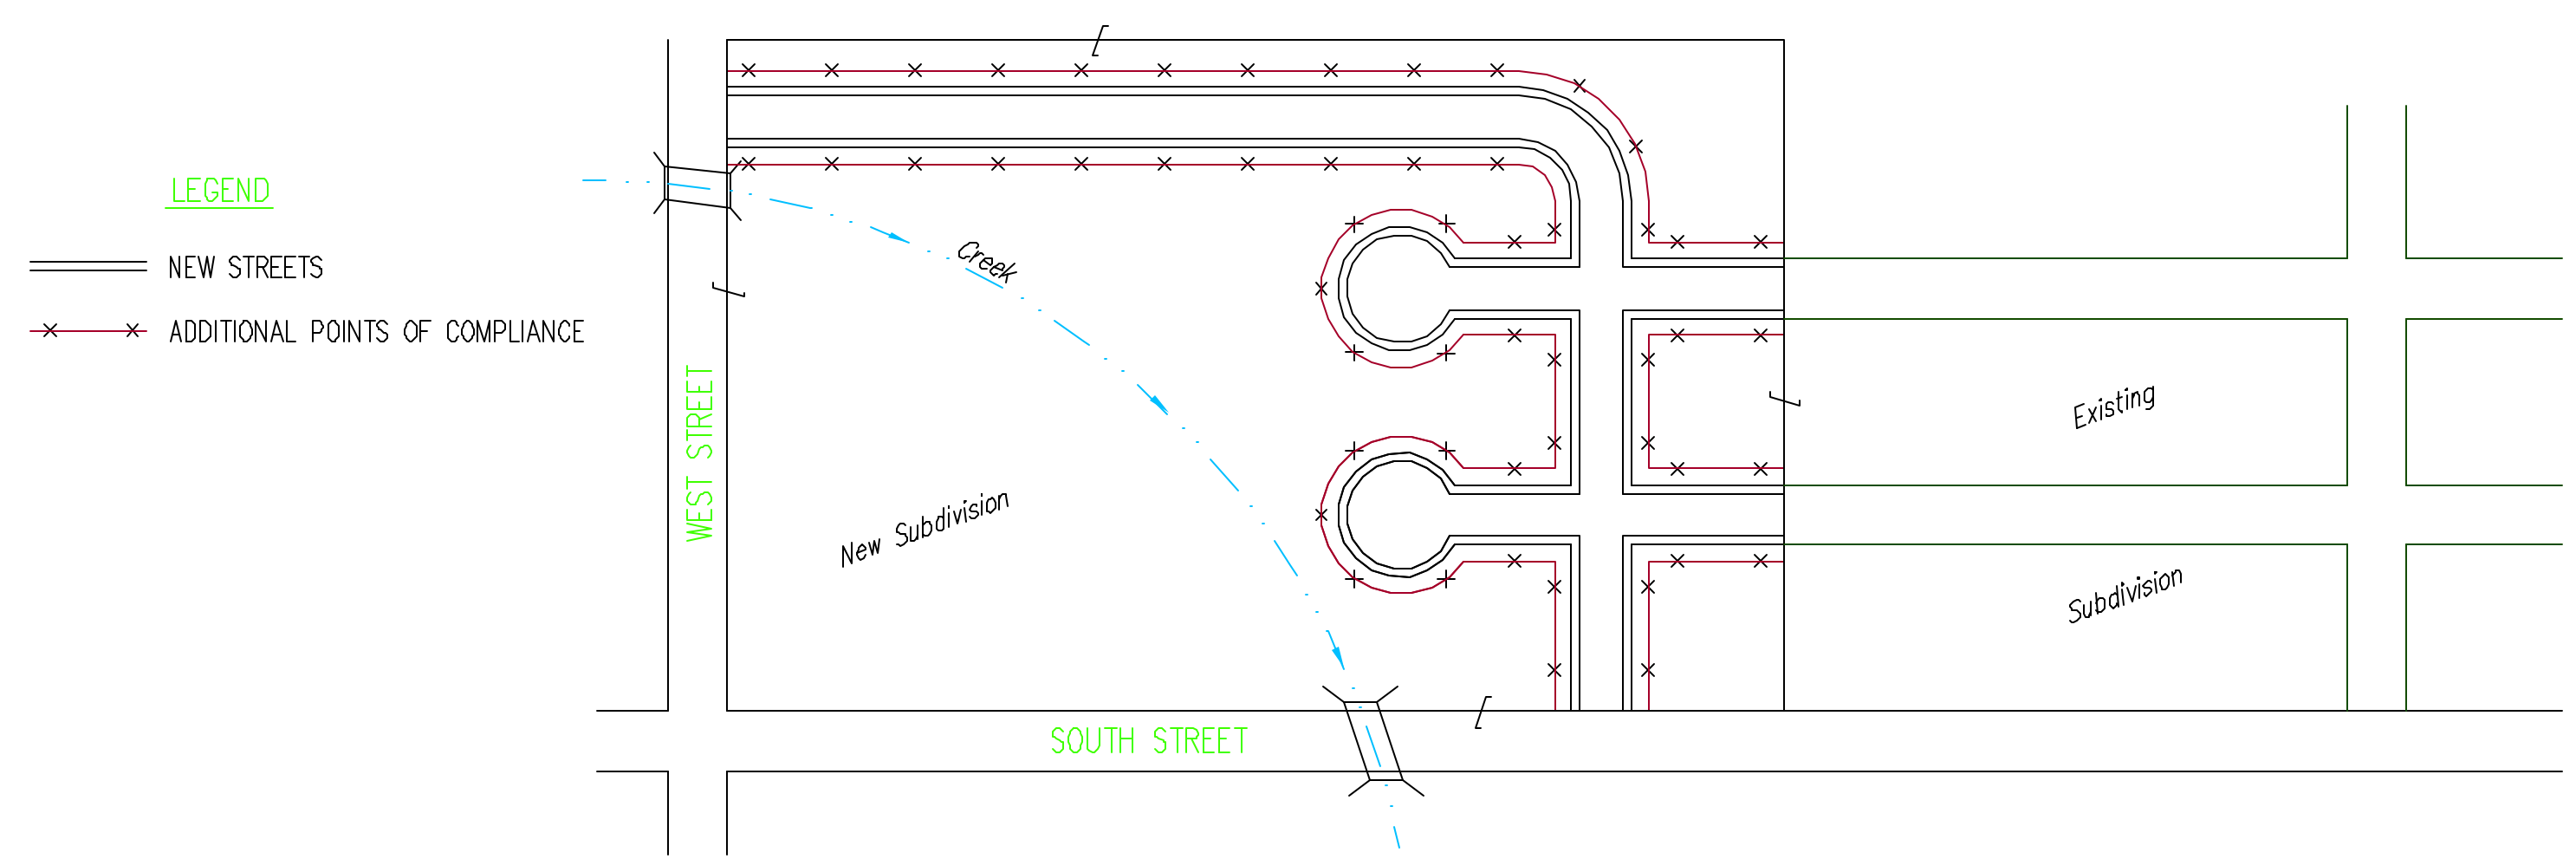 LEGEND
NEW STREETS
ADDITIONAL POINTS OF COMPLIANCE
WEST STREET
Creek
New Subdivision
SOUTH STREET
Existing
Subdivision